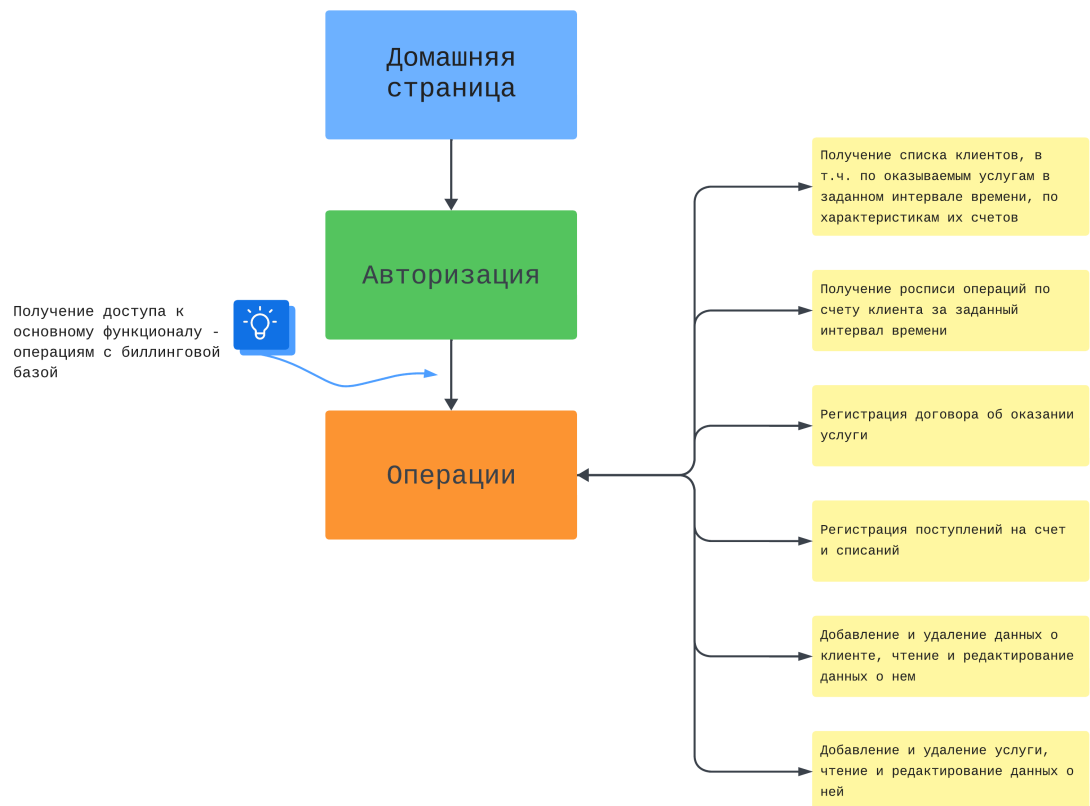 Домашняя
страница
Авторизация
Получение доступа к
основному функционалу -
операциям с биллинговой
базой
Операции
Получение списка клиентов, в
т.ч. по оказываемым услугам в
заданном интервале времени, по
характеристикам их счетов
Получение росписи операций по
счету клиента за заданный
интервал времени
Регистрация договора об оказании
услуги
Регистрация поступлений на счет
и списаний
Добавление и удаление данных о
клиенте, чтение и редактирование
данных о нем
Добавление и удаление услуги,
чтение и редактирование данных о
ней